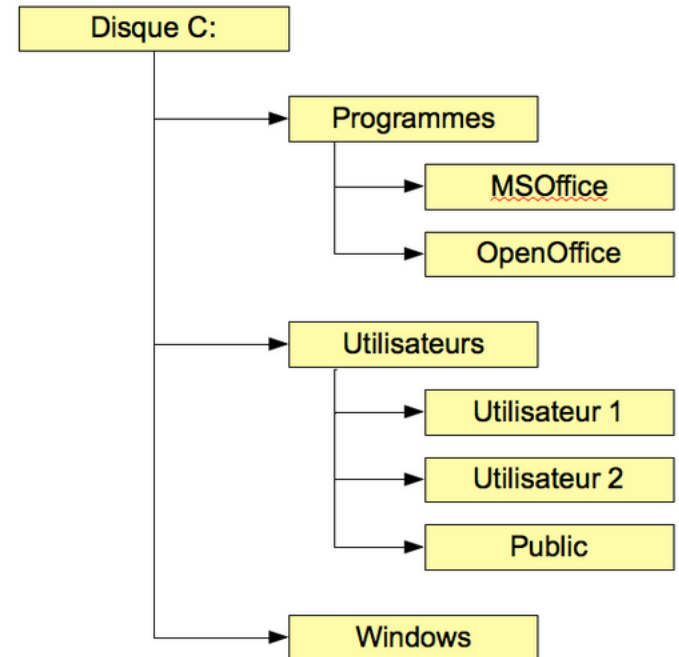 Disque C:
Programmes
MSOffice
OpenOffice
Utilisateurs
Utilisateur 1
Utilisateur 2
Public
Windows